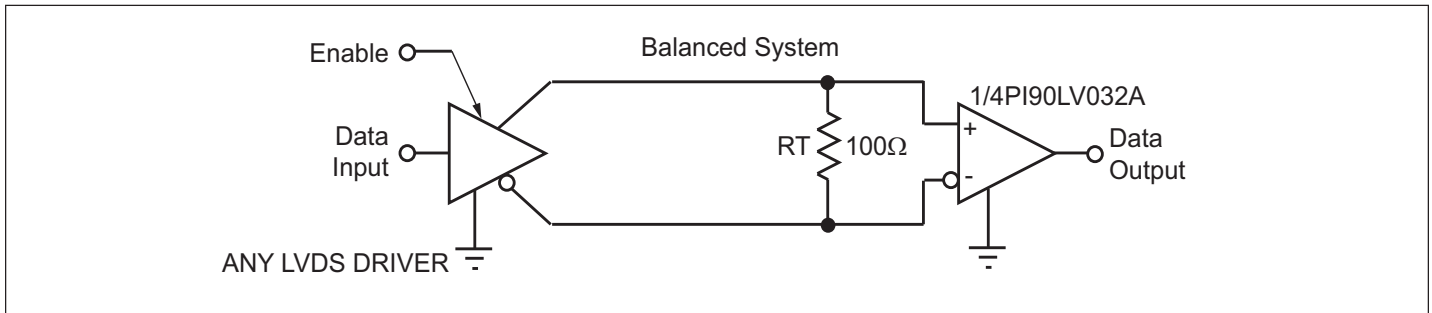 Enable
Balanced System
1/4PI90LV032A
Data
Input
RT
100Ω
+
-
Data
Output
ANY LVDS DRIVER